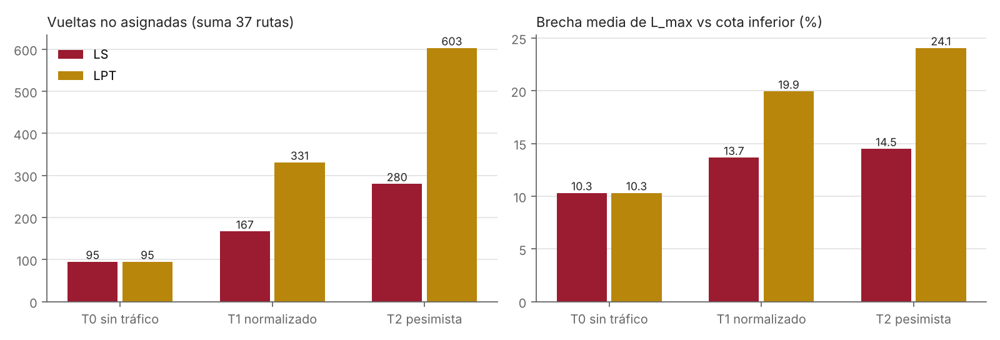 Vueltas no asignadas (suma 37 rutas)
600
500
400
300
200
100
0
LS
LPT
95
95
167
331
280
603
T0 sin tráfico
T1 normalizado
T2 pesimista
Brecha media de L_max vs cota inferior (%)
25
20
15
10
5
0
10.3
10.3
13.7
19.9
14.5
24.1
T0 sin tráfico
T1 normalizado
T2 pesimista